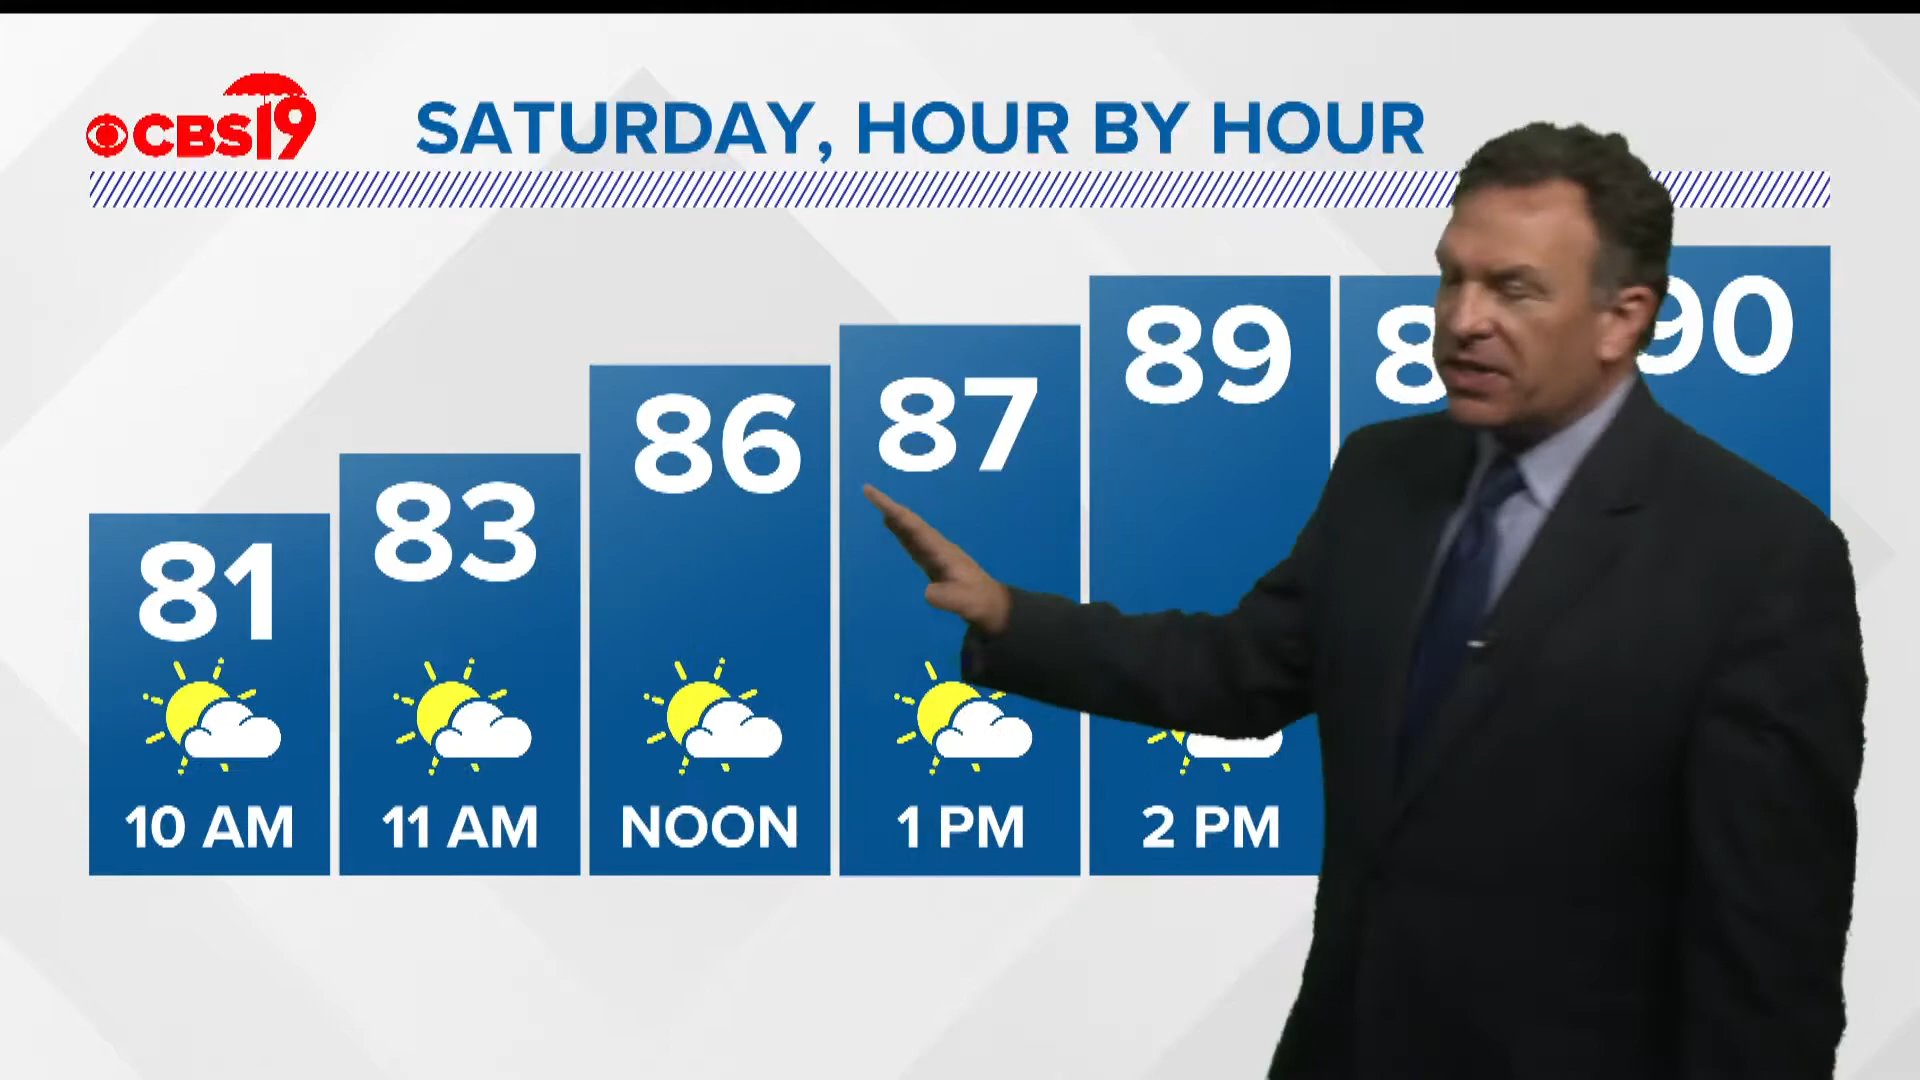 CBS19
SATURDAY, HOUR BY HOUR
81
83
86
87
89
90
10 AM
11 AM
NOON
1 PM
2 PM